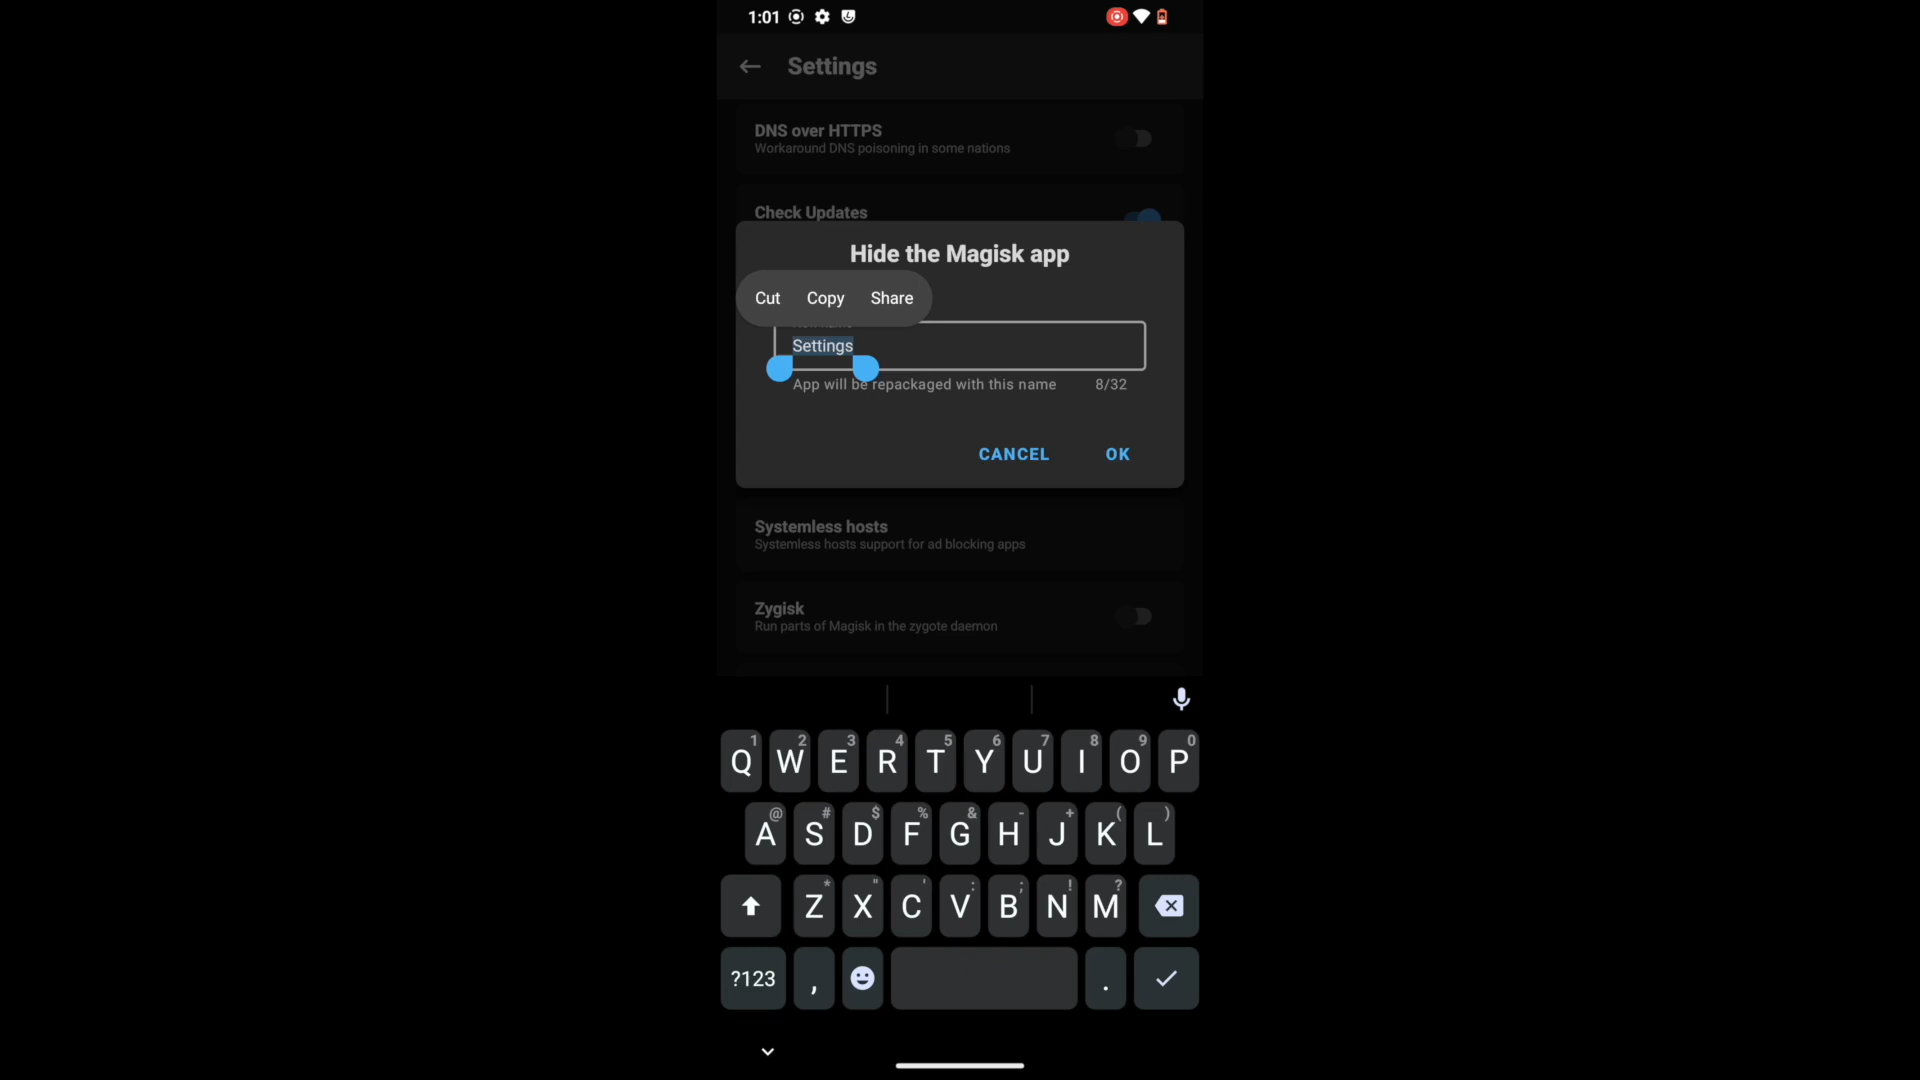 1:01
Settings
DNS over HTTPS
Workaround DNS poisoning in some nations
Check Updates
Hide the Magisk app
Cut Copy Share
Settings
App will be repackaged with this name 8/32
CANCEL OK
Systemless hosts
Systemless hosts support for ad blocking apps
Zygisk
Run parts of Magisk in the zygote daemon
1 2 3 4 5 6 7 8 9 0
Q W E R T Y U I O P
@ # $ % & - + ( )
A S D F G H J K L
* " ' : ; ! ?
Z X C V B N M
?123 , .